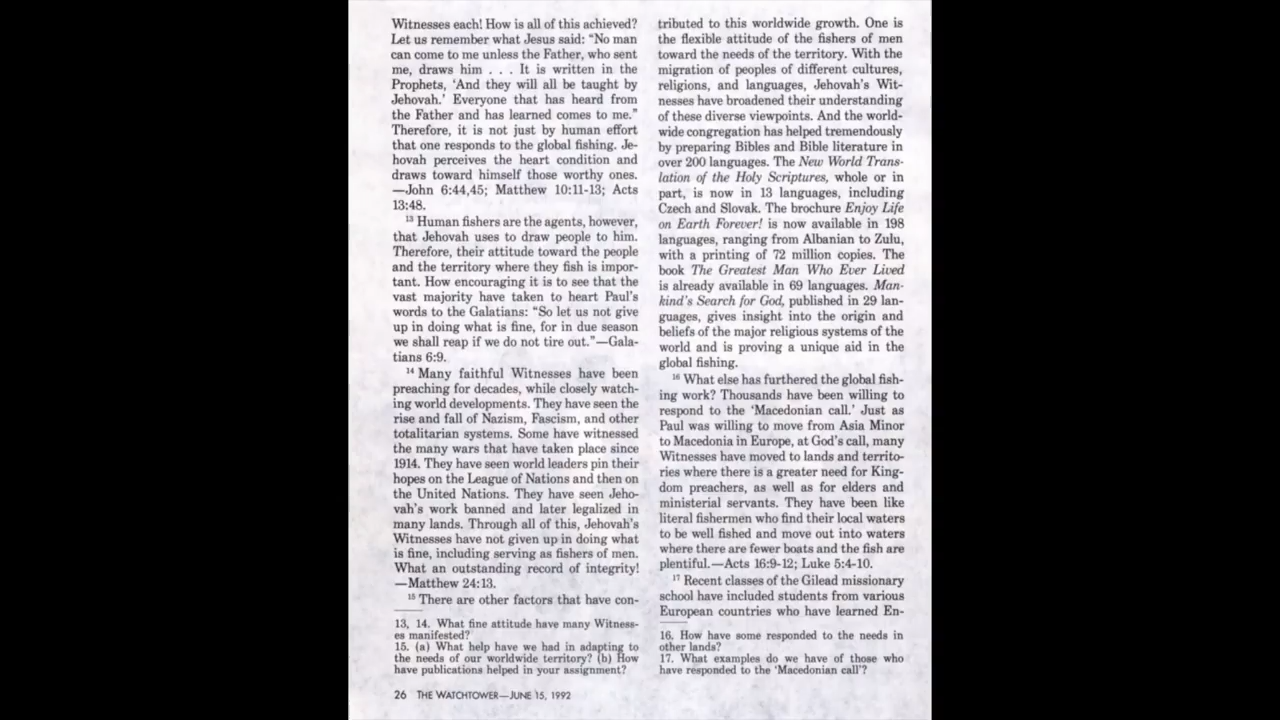 Witnesses each! How is all of this achieved?
Let us remember what Jesus said: “No man
can come to me unless the Father, who sent
me, draws him . . . It is written in the
Prophets, ‘And they will all be taught by
Jehovah.’ Everyone that has heard from
the Father and has learned comes to me.”
Therefore, it is not just by human effort
that one responds to the global fishing. Je-
hovah perceives the heart condition and
draws toward himself those worthy ones.
—John 6:44,45; Matthew 10:11-13; Acts
13:48.
13 Human fishers are the agents, however,
that Jehovah uses to draw people to him.
Therefore, their attitude toward the people
and the territory where they fish is impor-
tant. How encouraging it is to see that the
vast majority have taken to heart Paul’s
words to the Galatians: “So let us not give
up in doing what is fine, for in due season
we shall reap if we do not tire out.”—Gala-
tians 6:9.
14 Many faithful Witnesses have been
preaching for decades, while closely watch-
ing world developments. They have seen the
rise and fall of Nazism, Fascism, and other
totalitarian systems. Some have witnessed
the many wars that have taken place since
1914. They have seen world leaders pin their
hopes on the League of Nations and then on
the United Nations. They have seen Jeho-
vah’s work banned and later legalized in
many lands. Through all of this, Jehovah’s
Witnesses have not given up in doing what
is fine, including serving as fishers of men.
What an outstanding record of integrity!
—Matthew 24:13.
15 There are other factors that have con-
13, 14. What fine attitude have many Witness-
es manifested?
15. (a) What help have we had in adapting to
the needs of our worldwide territory? (b) How
have publications helped in your assignment?
26 THE WATCHTOWER—JUNE 15, 1992
tributed to this worldwide growth. One is
the flexible attitude of the fishers of men
toward the needs of the territory. With the
migration of peoples of different cultures,
religions, and languages, Jehovah’s Wit-
nesses have broadened their understanding
of these diverse viewpoints. And the world-
wide congregation has helped tremendously
by preparing Bibles and Bible literature in
over 200 languages. The New World Trans-
lation of the Holy Scriptures, whole or in
part, is now in 13 languages, including
Czech and Slovak. The brochure Enjoy Life
on Earth Forever! is now available in 198
languages, ranging from Albanian to Zulu,
with a printing of 72 million copies. The
book The Greatest Man Who Ever Lived
is already available in 69 languages. Man-
kind’s Search for God, published in 29 lan-
guages, gives insight into the origin and
beliefs of the major religious systems of the
world and is proving a unique aid in the
global fishing.
16 What else has furthered the global fish-
ing work? Thousands have been willing to
respond to the ‘Macedonian call.’ Just as
Paul was willing to move from Asia Minor
to Macedonia in Europe, at God’s call, many
Witnesses have moved to lands and territo-
ries where there is a greater need for King-
dom preachers, as well as for elders and
ministerial servants. They have been like
literal fishermen who find their local waters
to be well fished and move out into waters
where there are fewer boats and the fish are
plentiful.—Acts 16:9-12; Luke 5:4-10.
17 Recent classes of the Gilead missionary
school have included students from various
European countries who have learned En-
16. How have some responded to the needs in
other lands?
17. What examples do we have of those who
have responded to the ‘Macedonian call’?